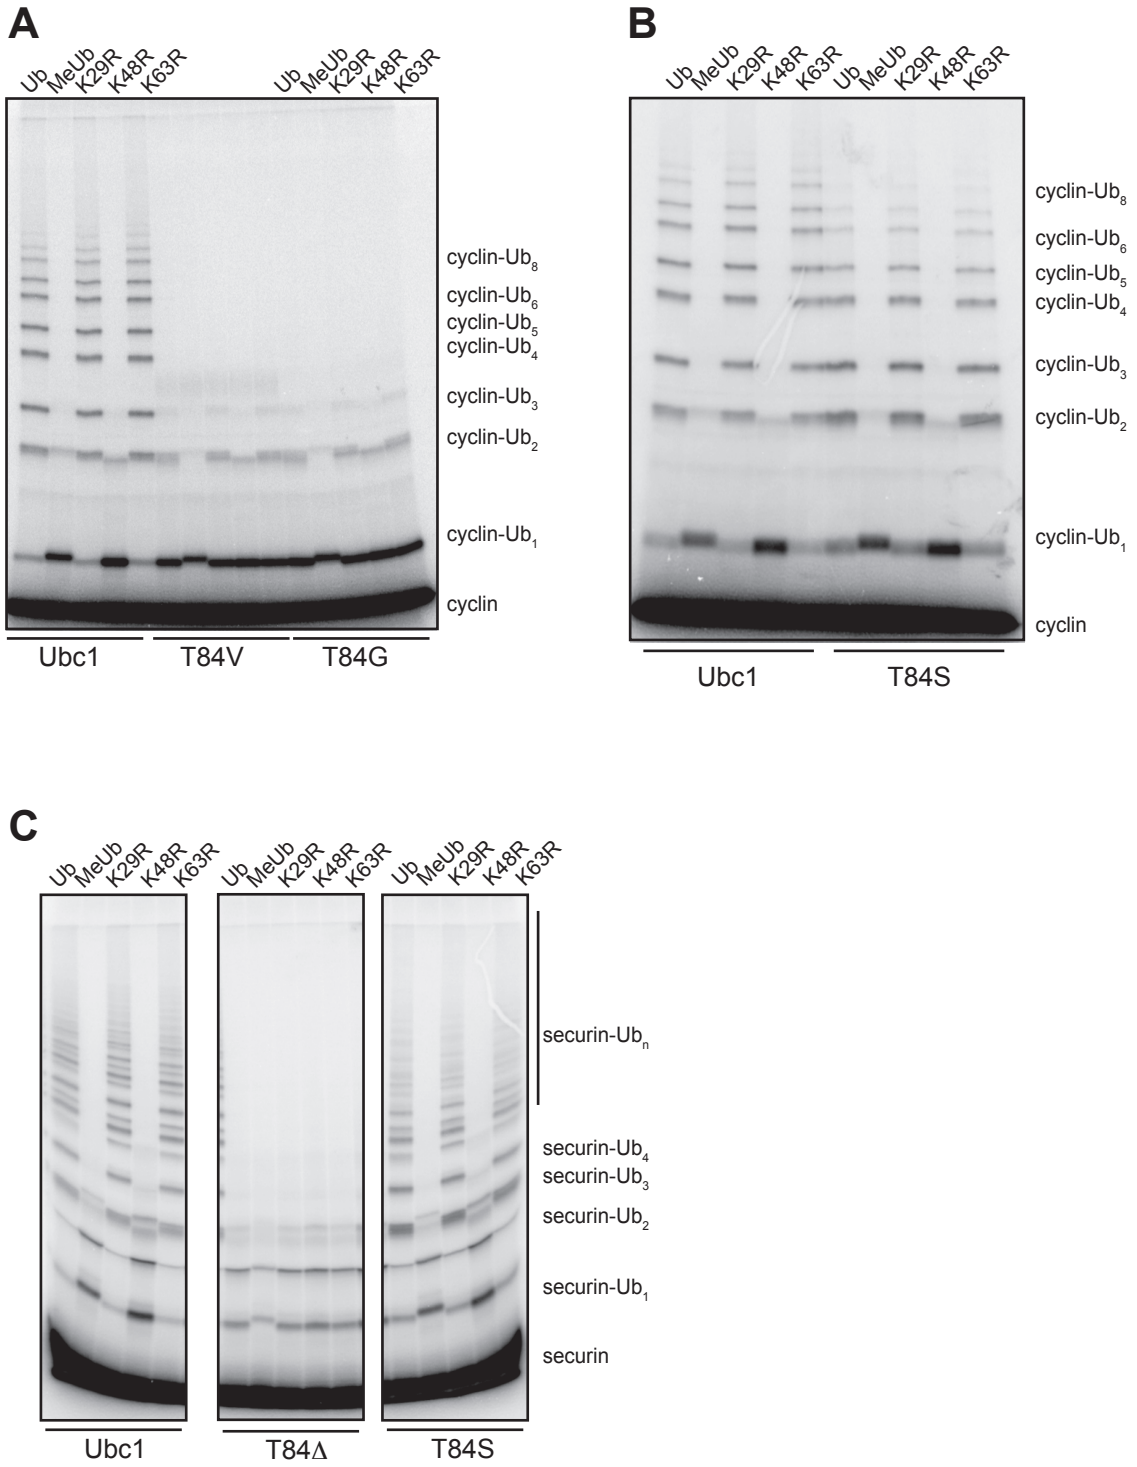 A
Ub MeUb K29R K48R K63R Ub MeUb K29R K48R K63R
cyclin-Ub8
cyclin-Ub6
cyclin-Ub5
cyclin-Ub4
cyclin-Ub3
cyclin-Ub2
cyclin-Ub1
cyclin
Ubc1 T84V T84G
B
Ub MeUb K29R K48R K63R Ub MeUb K29R K48R K63R
cyclin-Ub8
cyclin-Ub6
cyclin-Ub5
cyclin-Ub4
cyclin-Ub3
cyclin-Ub2
cyclin-Ub1
cyclin
Ubc1 T84S
C
Ub MeUb K29R K48R K63R Ub MeUb K29R K48R K63R Ub MeUb K29R K48R K63R
securin-Ubn
securin-Ub4
securin-Ub3
securin-Ub2
securin-Ub1
securin
Ubc1 T84Δ T84S